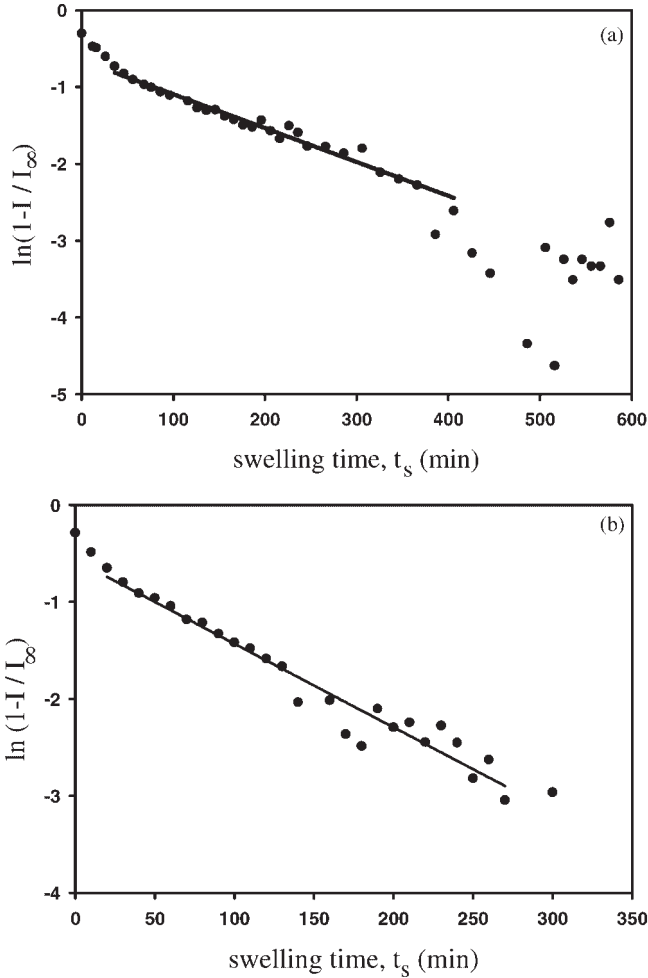 (a)
0
-1
-2
-3
-4
-5
ln(1-I / I∞)
0 100 200 300 400 500 600
swelling time, ts (min)
(b)
0
-1
-2
-3
-4
ln (1-I / I∞)
0 50 100 150 200 250 300 350
swelling time, ts (min)